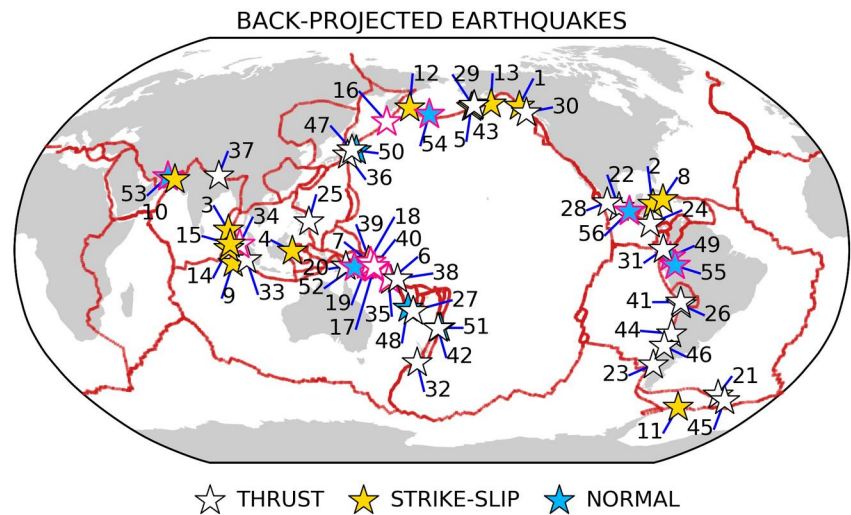 BACK-PROJECTED EARTHQUAKES
12 29 13 1
16
30
47 54 5 43
37 50
36
53 25 22 2 8
10 3 34 39 18 28 24
15 4 7 40 56
6 49
14 20 38 31 55
9 33 52 19 35 27 41
17 26
48 51 44
42 46
32 23 21
11 45
THRUST STRIKE-SLIP NORMAL